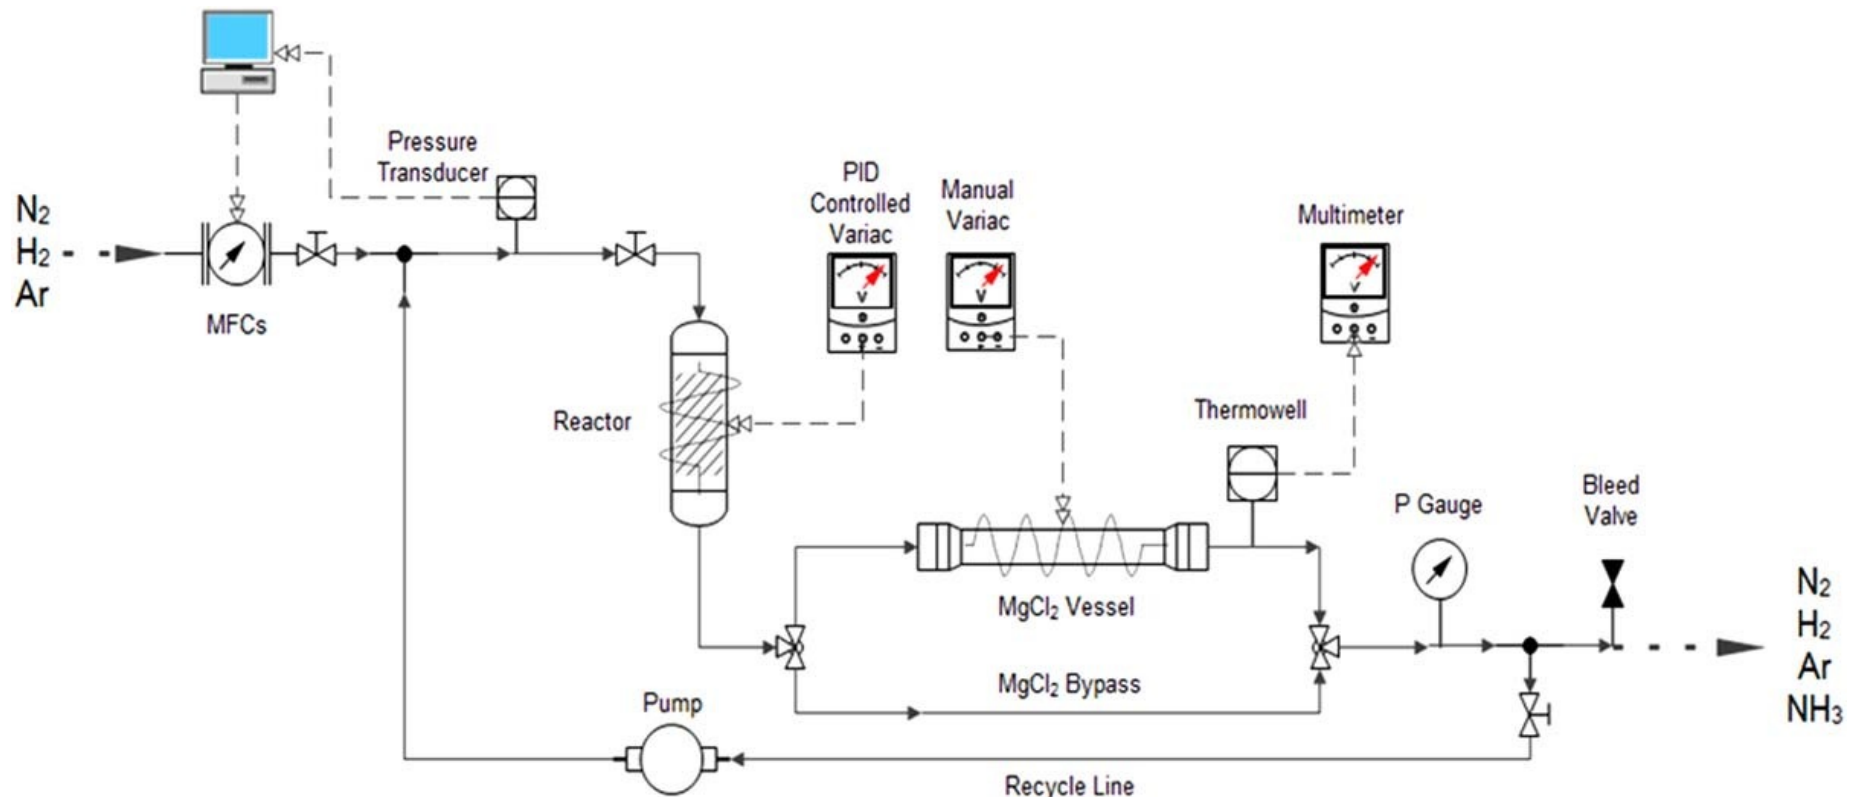 Pressure
Transducer
PID
Controlled
Variac
Manual
Variac
Multimeter
N₂
H₂
Ar
MFCs
V
V
V
Reactor
Thermowell
P Gauge
Bleed
Valve
MgCl₂ Vessel
MgCl₂ Bypass
N₂
H₂
Ar
NH₃
Pump
Recycle Line